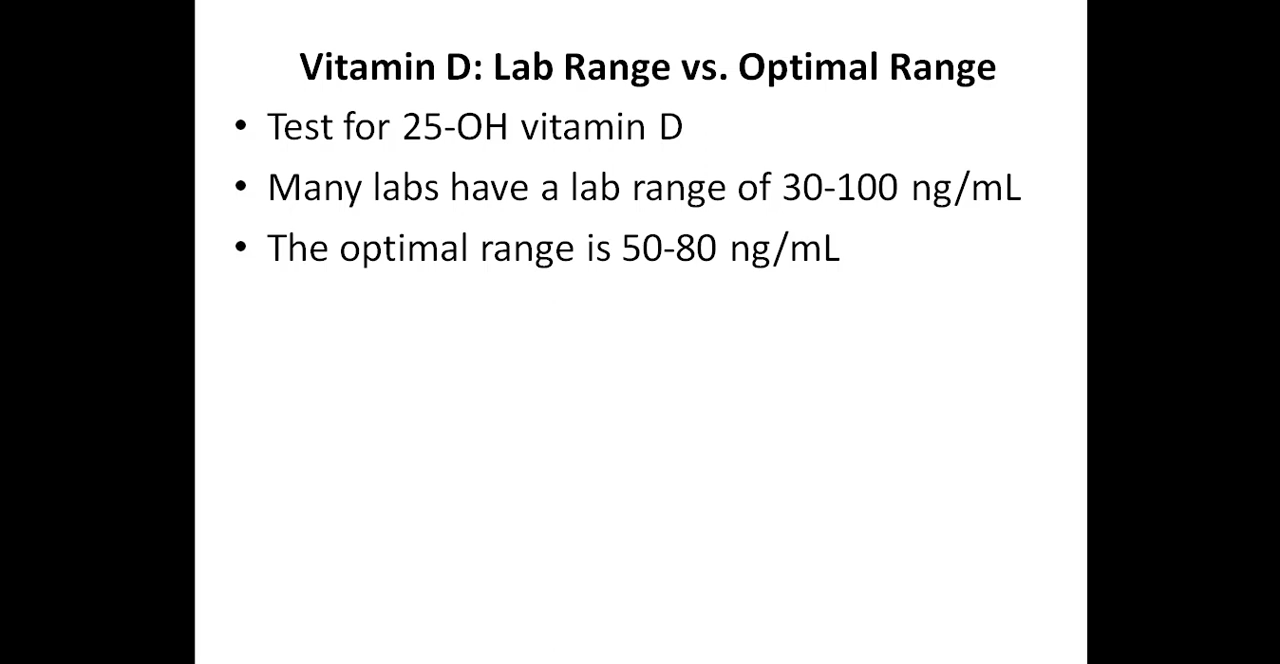 Vitamin D: Lab Range vs. Optimal Range
• Test for 25-OH vitamin D
• Many labs have a lab range of 30-100 ng/mL
• The optimal range is 50-80 ng/mL